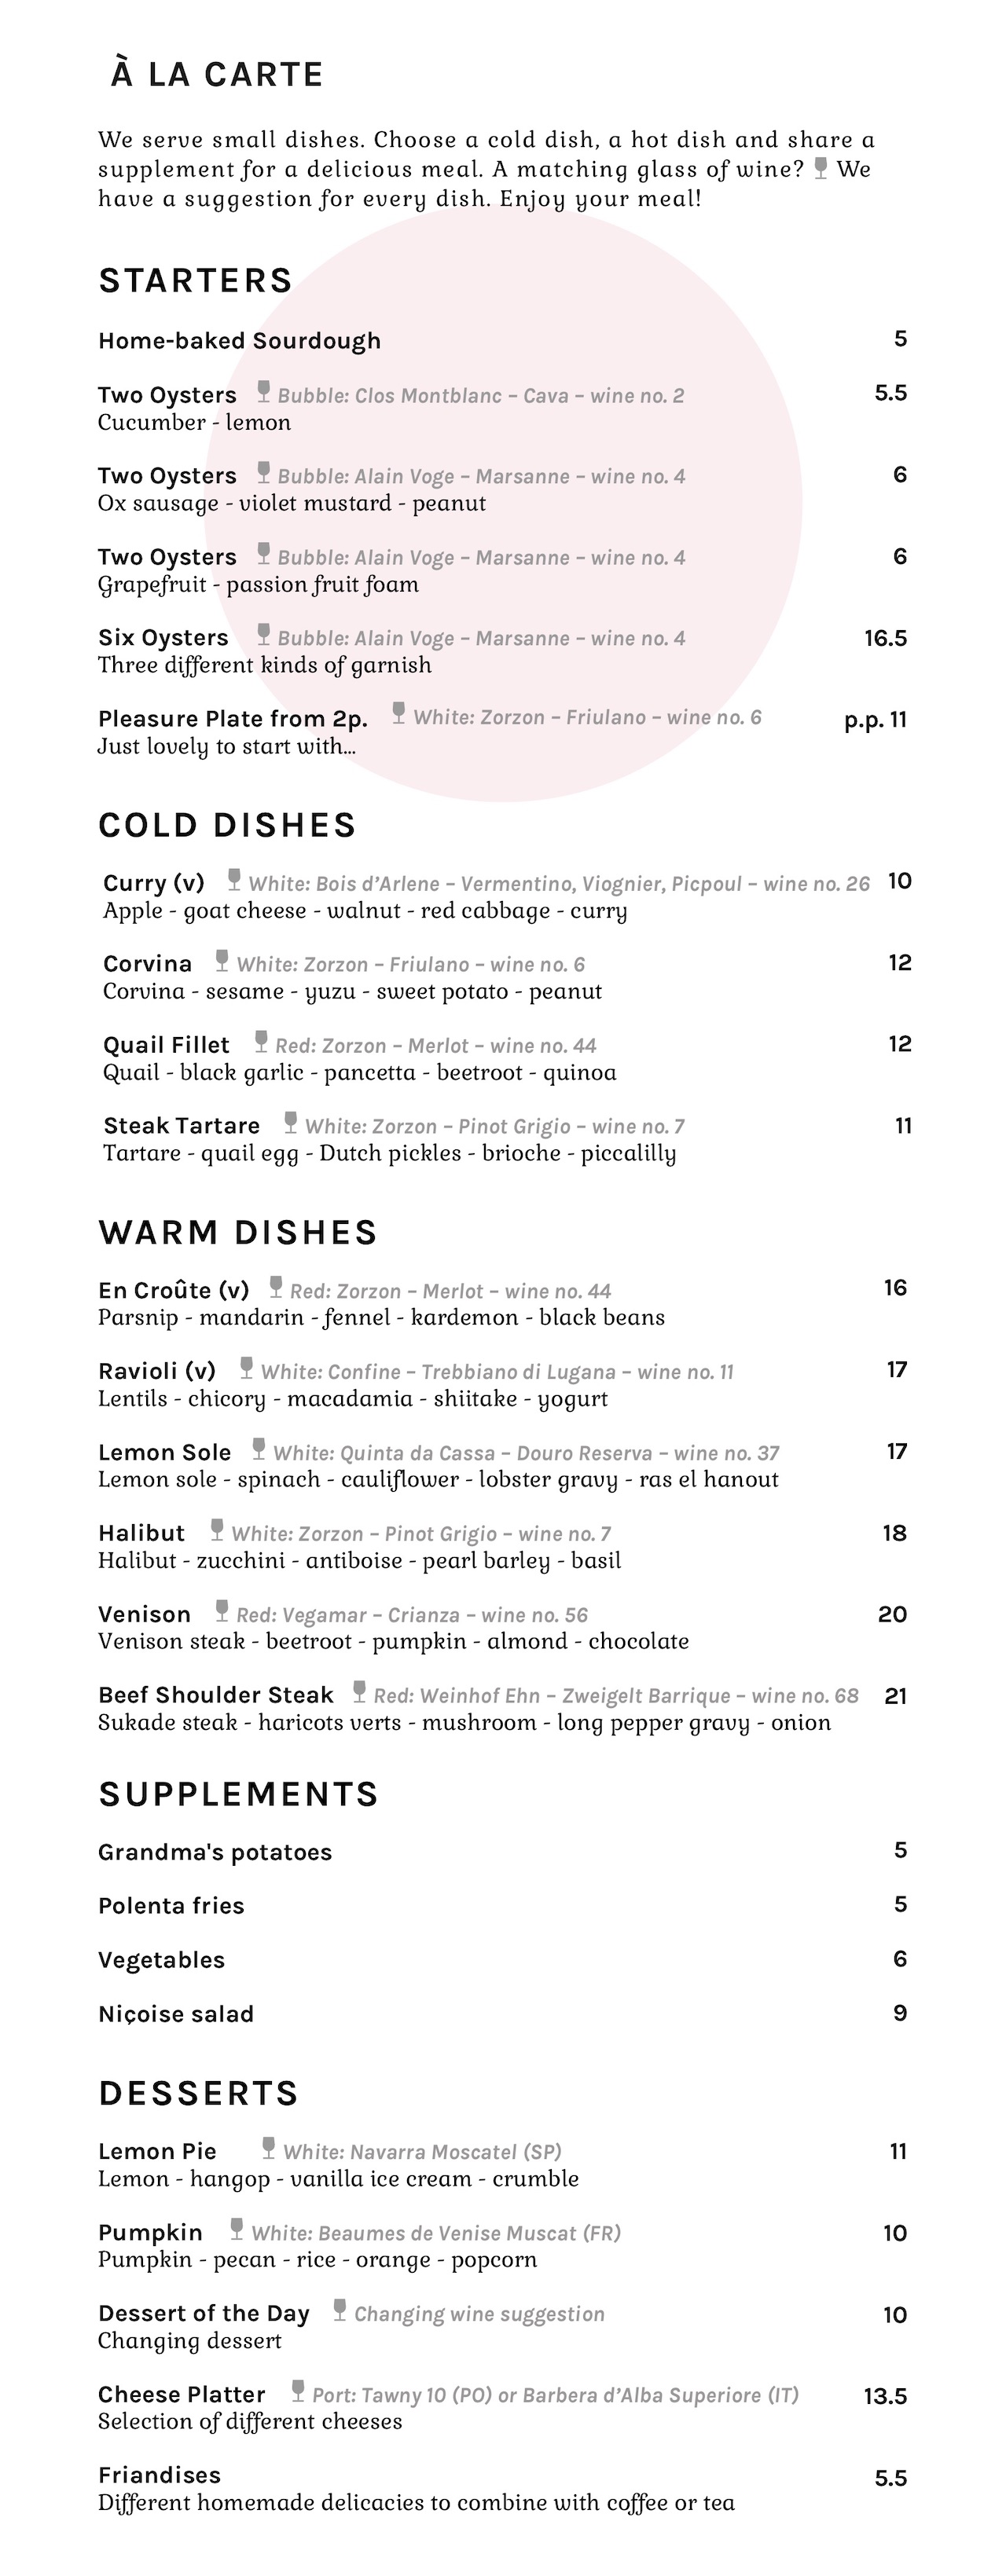 À LA CARTE
We serve small dishes. Choose a cold dish, a hot dish and share a
supplement for a delicious meal. A matching glass of wine? We
have a suggestion for every dish. Enjoy your meal!
STARTERS
Home-baked Sourdough 5
Two Oysters Bubble: Clos Montblanc – Cava – wine no. 2 5.5
Cucumber - lemon
Two Oysters Bubble: Alain Voge – Marsanne – wine no. 4 6
Ox sausage - violet mustard - peanut
Two Oysters Bubble: Alain Voge – Marsanne – wine no. 4 6
Grapefruit - passion fruit foam
Six Oysters Bubble: Alain Voge – Marsanne – wine no. 4 16.5
Three different kinds of garnish
Pleasure Plate from 2p. White: Zorzon – Friulano – wine no. 6 p.p. 11
Just lovely to start with...
COLD DISHES
Curry (v) White: Bois d’Arlene – Vermentino, Viognier, Picpoul – wine no. 26 10
Apple - goat cheese - walnut - red cabbage - curry
Corvina White: Zorzon – Friulano – wine no. 6 12
Corvina - sesame - yuzu - sweet potato - peanut
Quail Fillet Red: Zorzon – Merlot – wine no. 44 12
Quail - black garlic - pancetta - beetroot - quinoa
Steak Tartare White: Zorzon – Pinot Grigio – wine no. 7 11
Tartare - quail egg - Dutch pickles - brioche - piccalilly
WARM DISHES
En Croûte (v) Red: Zorzon – Merlot – wine no. 44 16
Parsnip - mandarin - fennel - kardemon - black beans
Ravioli (v) White: Confine – Trebbiano di Lugana – wine no. 11 17
Lentils - chicory - macadamia - shiitake - yogurt
Lemon Sole White: Quinta da Cassa – Douro Reserva – wine no. 37 17
Lemon sole - spinach - cauliflower - lobster gravy - ras el hanout
Halibut White: Zorzon – Pinot Grigio – wine no. 7 18
Halibut - zucchini - antiboise - pearl barley - basil
Venison Red: Vegamar – Crianza – wine no. 56 20
Venison steak - beetroot - pumpkin - almond - chocolate
Beef Shoulder Steak Red: Weinhof Ehn – Zweigelt Barrique – wine no. 68 21
Sukade steak - haricots verts - mushroom - long pepper gravy - onion
SUPPLEMENTS
Grandma's potatoes 5
Polenta fries 5
Vegetables 6
Niçoise salad 9
DESSERTS
Lemon Pie White: Navarra Moscatel (SP) 11
Lemon - hangop - vanilla ice cream - crumble
Pumpkin White: Beaumes de Venise Muscat (FR) 10
Pumpkin - pecan - rice - orange - popcorn
Dessert of the Day Changing wine suggestion 10
Changing dessert
Cheese Platter Port: Tawny 10 (PO) or Barbera d’Alba Superiore (IT) 13.5
Selection of different cheeses
Friandises 5.5
Different homemade delicacies to combine with coffee or tea